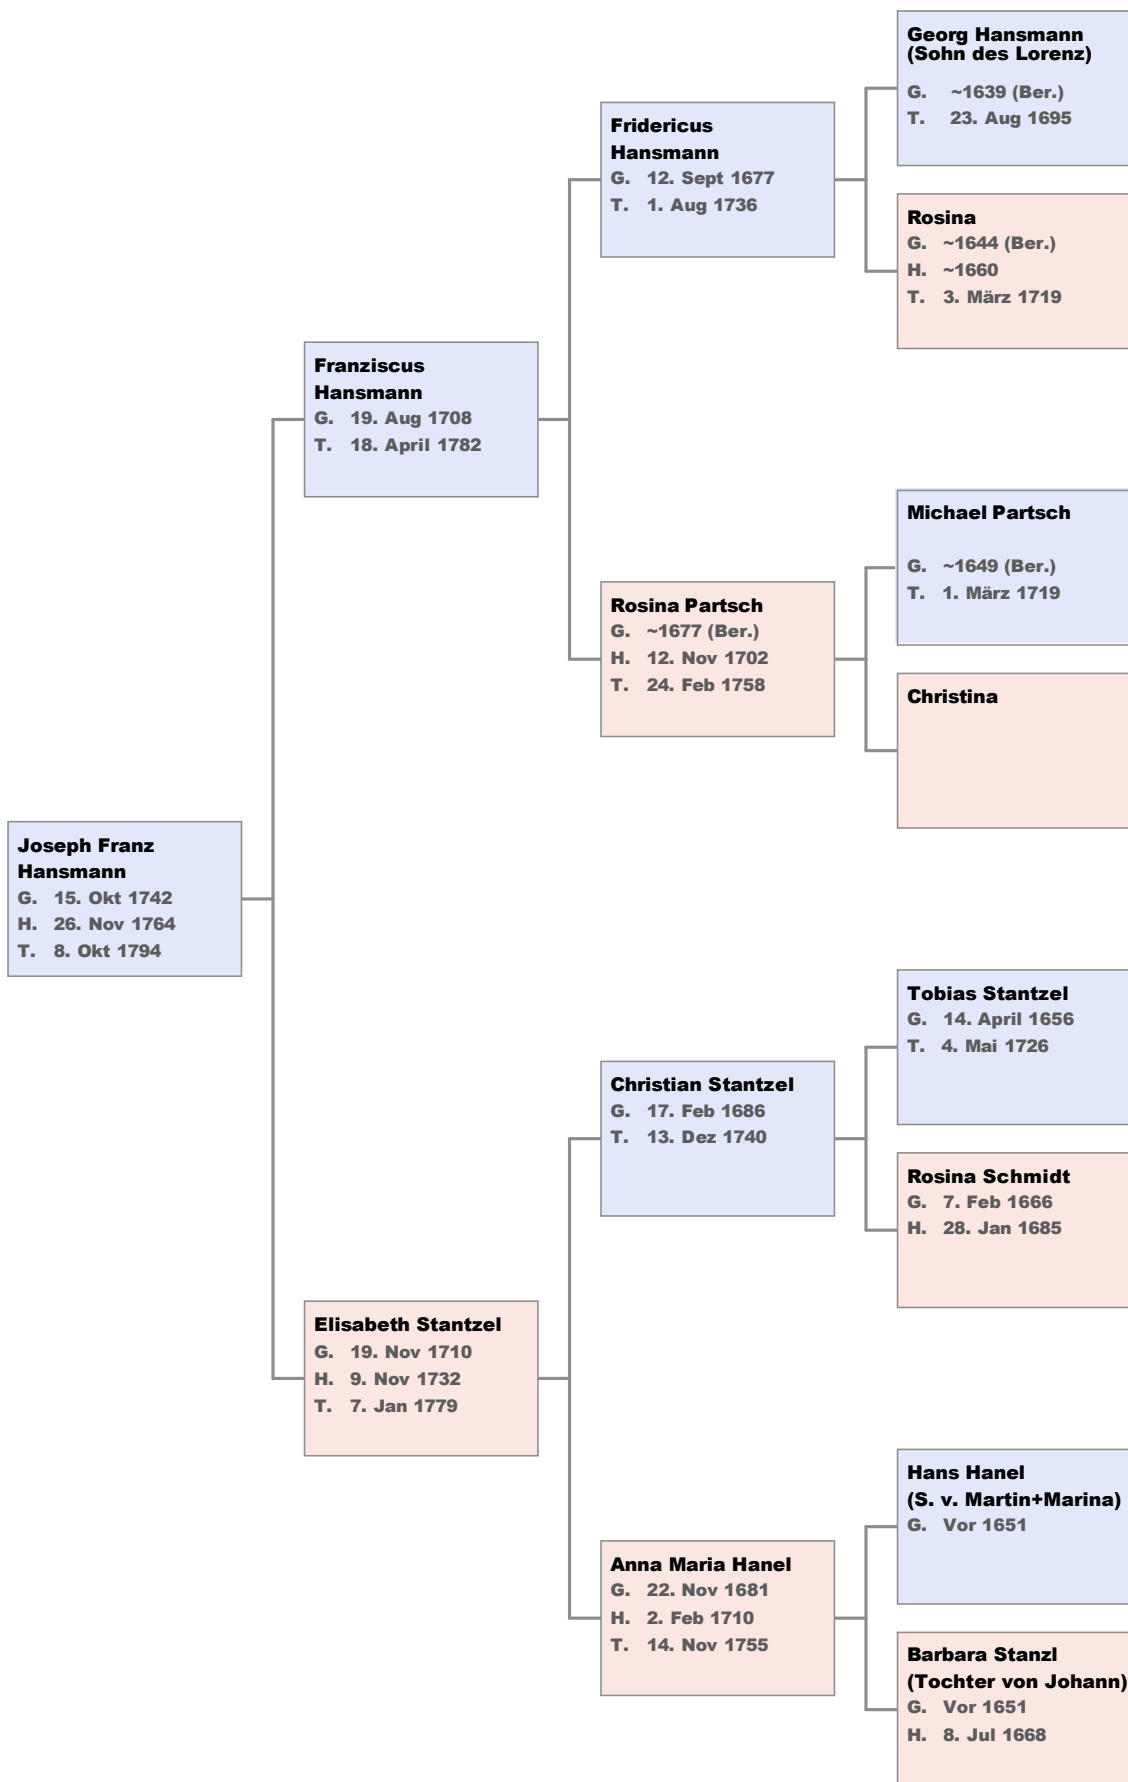 Georg Hansmann
(Sohn des Lorenz)
G. ~1639 (Ber.)
T. 23. Aug 1695
Fridericus
Hansmann
G. 12. Sept 1677
T. 1. Aug 1736
Rosina
G. ~1644 (Ber.)
H. ~1660
T. 3. März 1719
Franziscus
Hansmann
G. 19. Aug 1708
T. 18. April 1782
Michael Partsch
G. ~1649 (Ber.)
T. 1. März 1719
Rosina Partsch
G. ~1677 (Ber.)
H. 12. Nov 1702
T. 24. Feb 1758
Christina
Joseph Franz
Hansmann
G. 15. Okt 1742
H. 26. Nov 1764
T. 8. Okt 1794
Tobias Stantzel
G. 14. April 1656
T. 4. Mai 1726
Christian Stantzel
G. 17. Feb 1686
T. 13. Dez 1740
Rosina Schmidt
G. 7. Feb 1666
H. 28. Jan 1685
Elisabeth Stantzel
G. 19. Nov 1710
H. 9. Nov 1732
T. 7. Jan 1779
Hans Hanel
(S. v. Martin+Marina)
G. Vor 1651
Anna Maria Hanel
G. 22. Nov 1681
H. 2. Feb 1710
T. 14. Nov 1755
Barbara Stanzl
(Tochter von Johann)
G. Vor 1651
H. 8. Jul 1668